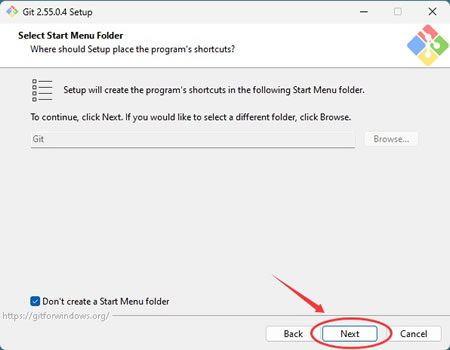 Git 2.55.0.4 Setup
Select Start Menu Folder
Where should Setup place the program's shortcuts?
Setup will create the program's shortcuts in the following Start Menu folder.
To continue, click Next. If you would like to select a different folder, click Browse.
Git
Browse...
Don't create a Start Menu folder
https://gitforwindows.org/
Back
Next
Cancel